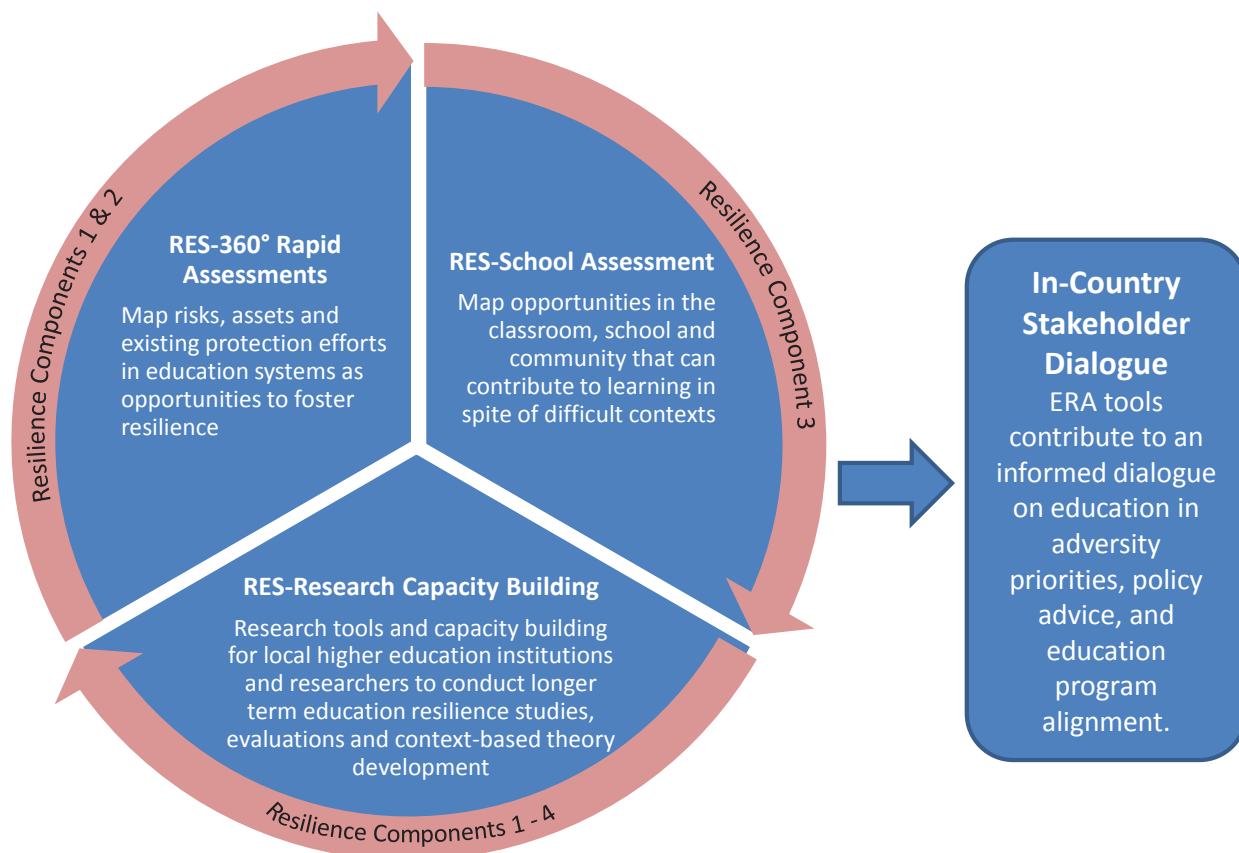 Resilience Components 1 & 2
RES-360° Rapid
Assessments
Map risks, assets and
existing protection efforts
in education systems as
opportunities to foster
resilience
Resilience Component 3
RES-School Assessment
Map opportunities in the
classroom, school and
community that can
contribute to learning in
spite of difficult contexts
RES-Research Capacity Building
Research tools and capacity building
for local higher education institutions
and researchers to conduct longer
term education resilience studies,
evaluations and context-based theory
development
Resilience Components 1 - 4
In-Country
Stakeholder
Dialogue
ERA tools
contribute to an
informed dialogue
on education in
adversity
priorities, policy
advice, and
education
program
alignment.